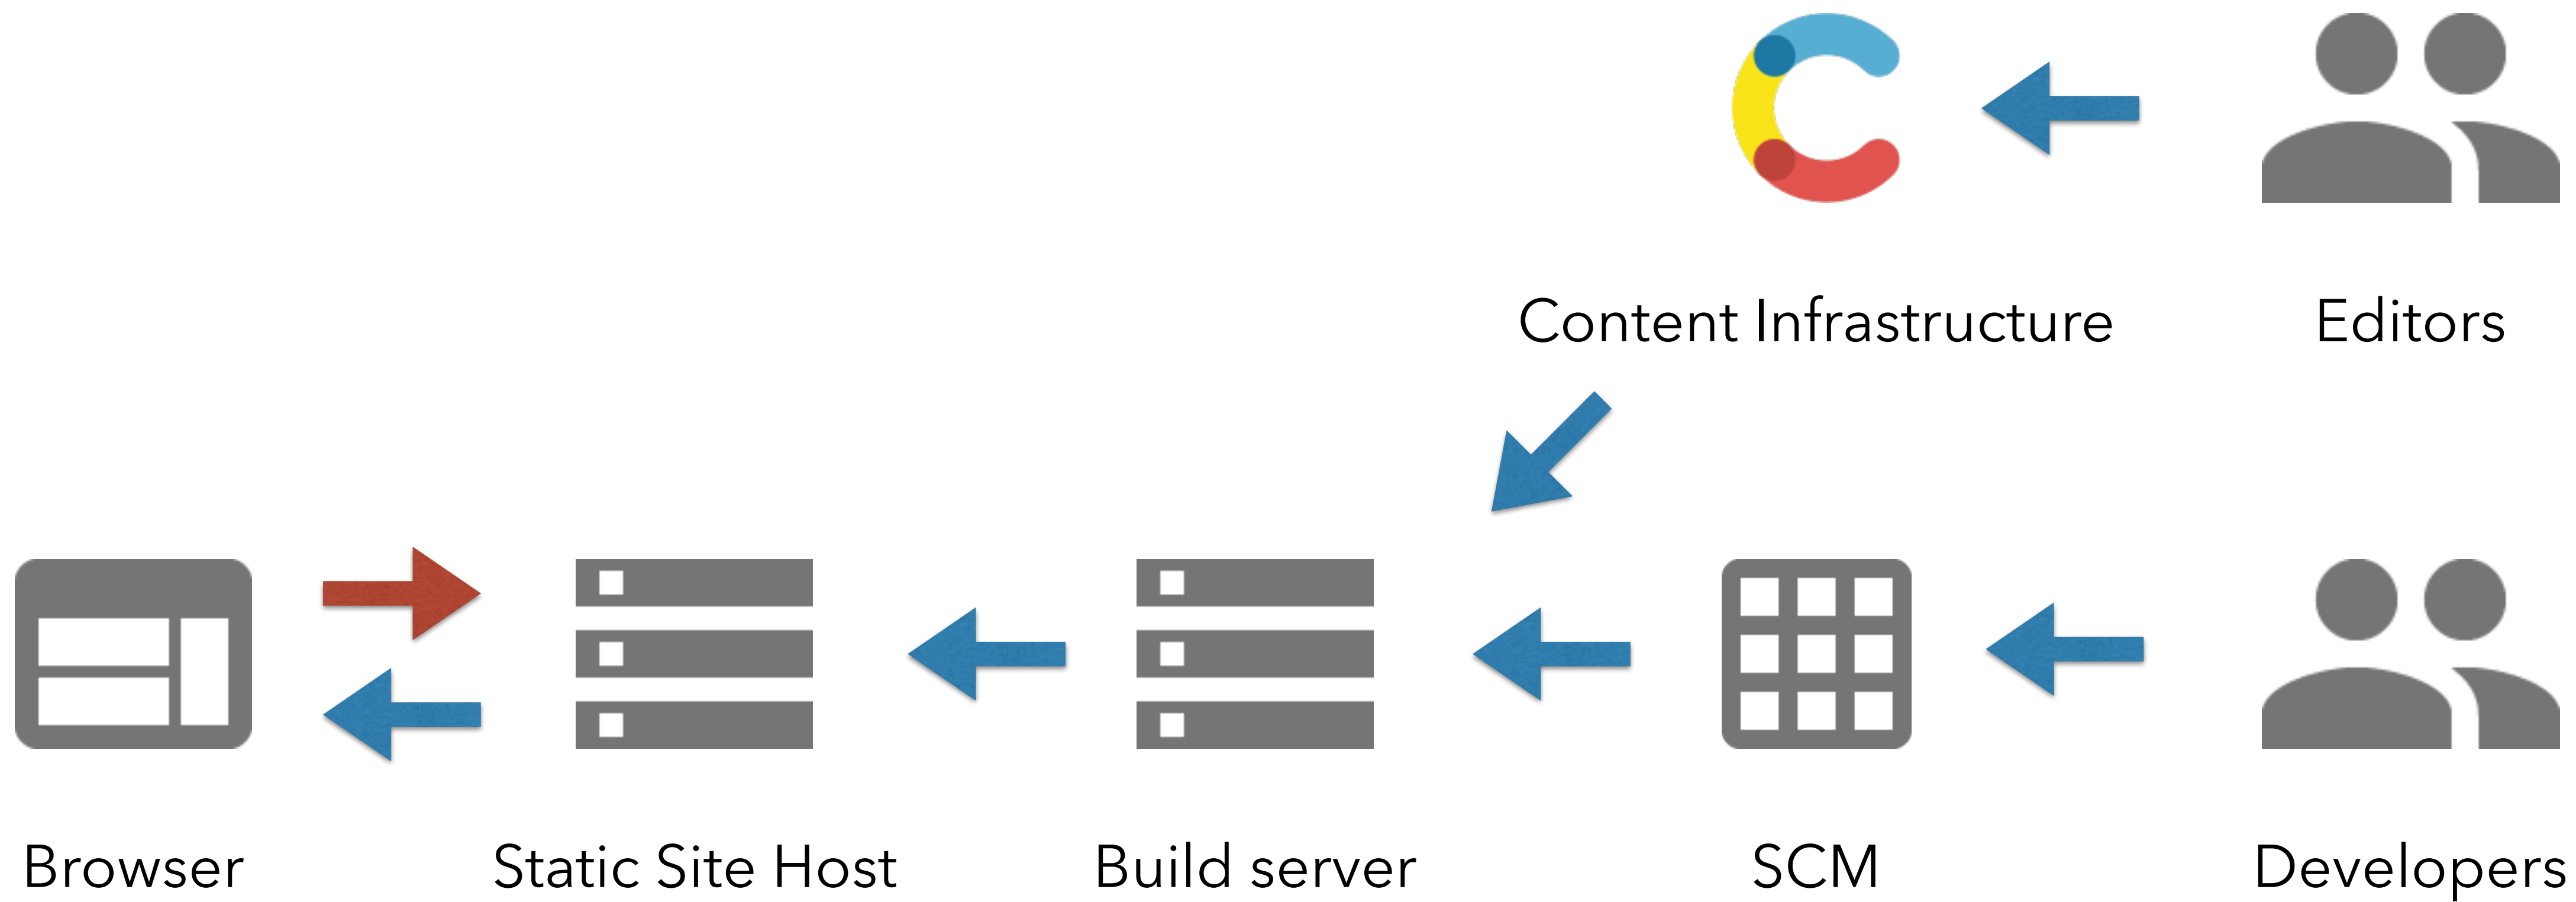 Content Infrastructure
Editors
Browser
Static Site Host
Build server
SCM
Developers